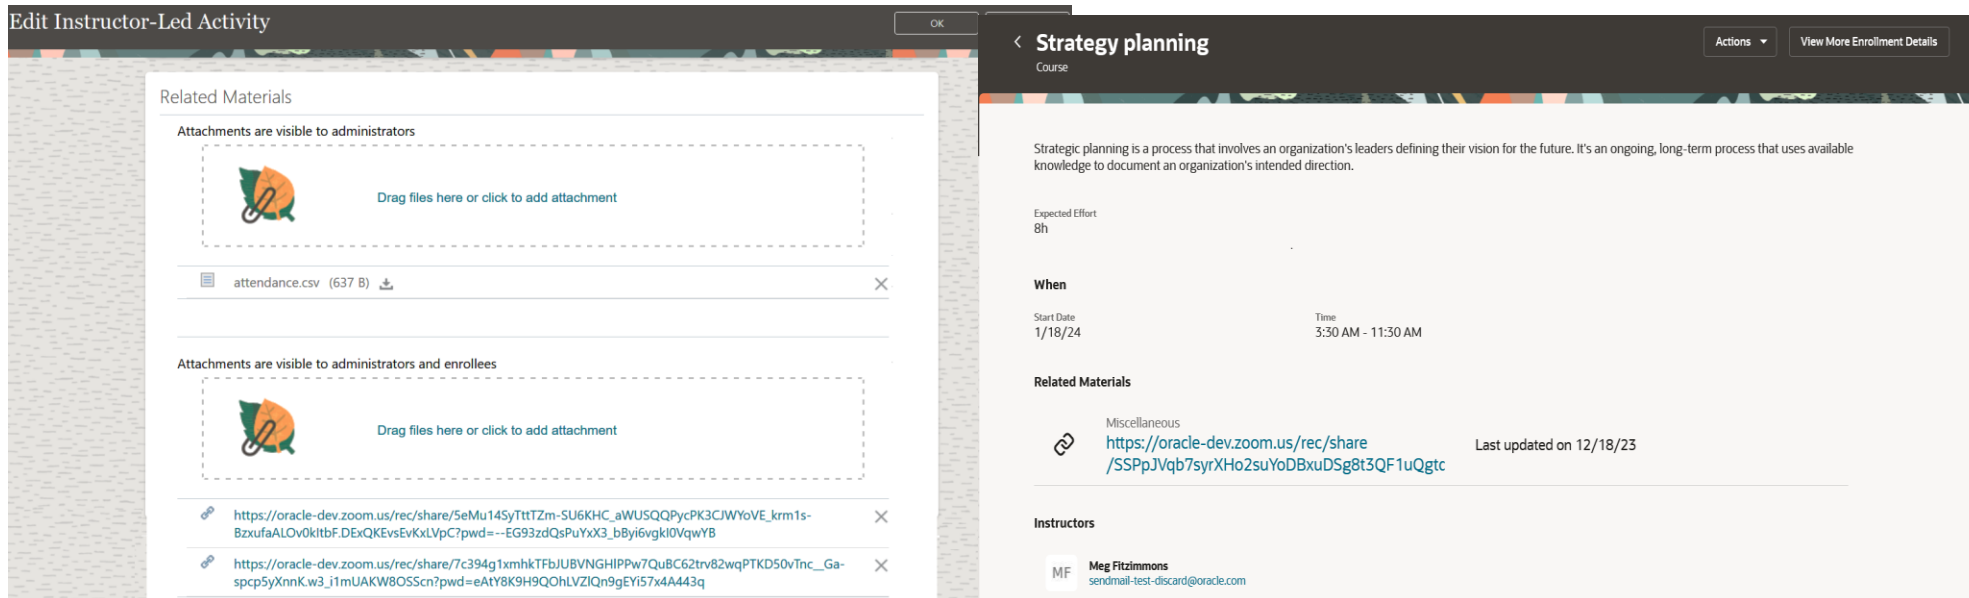 Edit Instructor-Led Activity
OK
Related Materials
Attachments are visible to administrators
Drag files here or click to add attachment
attendance.csv (637 B)
Attachments are visible to administrators and enrollees
Drag files here or click to add attachment
https://oracle-dev.zoom.us/rec/share/5eMu14SyTttTZm-SU6KHC_aWUSQQPycPK3CJWYoVE_krm1s-
BzxufaALOv0kItbF.DExQKEvsEvKxLVpC?pwd=--EG93zdQsPuYxX3_bByi6vgkI0VqwYB
https://oracle-dev.zoom.us/rec/share/7c394g1xmhkTFbJUBVNGHlPPw7QuBC62trv82wqPTKD50vTnc__Ga-
spcp5yXnnK.w3_i1mUAKW8OSScn?pwd=eAtY8K9H9QOhLVZlQn9gEYi57x4A443q
Strategy planning
Course
Actions
View More Enrollment Details
Strategic planning is a process that involves an organization's leaders defining their vision for the future. It's an ongoing, long-term process that uses available
knowledge to document an organization's intended direction.
Expected Effort
8h
When
Start Date
1/18/24
Time
3:30 AM - 11:30 AM
Related Materials
Miscellaneous
https://oracle-dev.zoom.us/rec/share
/SSPpJVqb7syrXHo2suYoDBxuDSg8t3QF1uQgtc
Last updated on 12/18/23
Instructors
MF
Meg Fitzimmons
sendmail-test-discard@oracle.com